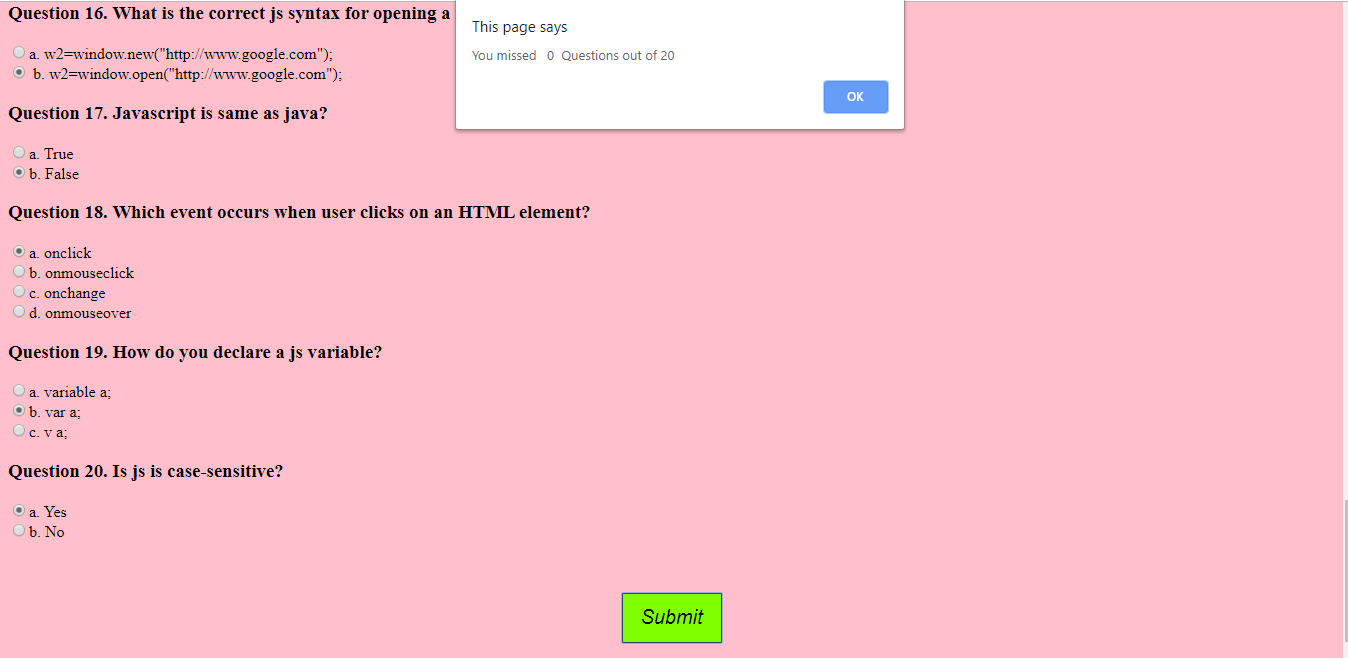 Question 16. What is the correct js syntax for opening a
This page says
You missed 0 Questions out of 20
OK
a. w2=window.new("http://www.google.com");
b. w2=window.open("http://www.google.com");
Question 17. Javascript is same as java?
a. True
b. False
Question 18. Which event occurs when user clicks on an HTML element?
a. onclick
b. onmouseclick
c. onchange
d. onmouseover
Question 19. How do you declare a js variable?
a. variable a;
b. var a;
c. v a;
Question 20. Is js is case-sensitive?
a. Yes
b. No
Submit